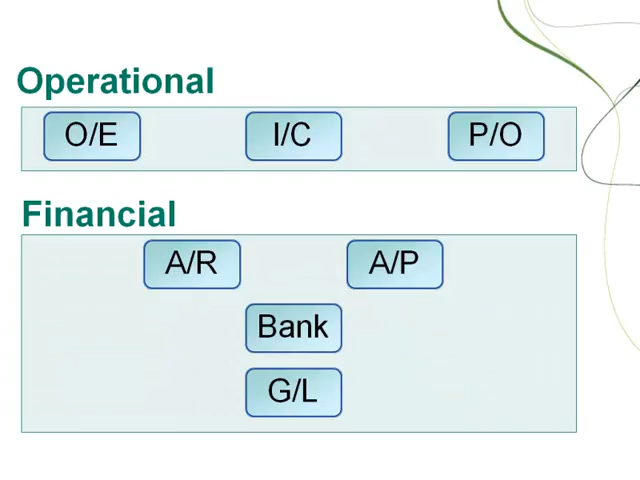 Operational
O/E I/C P/O
Financial
A/R A/P
Bank
G/L